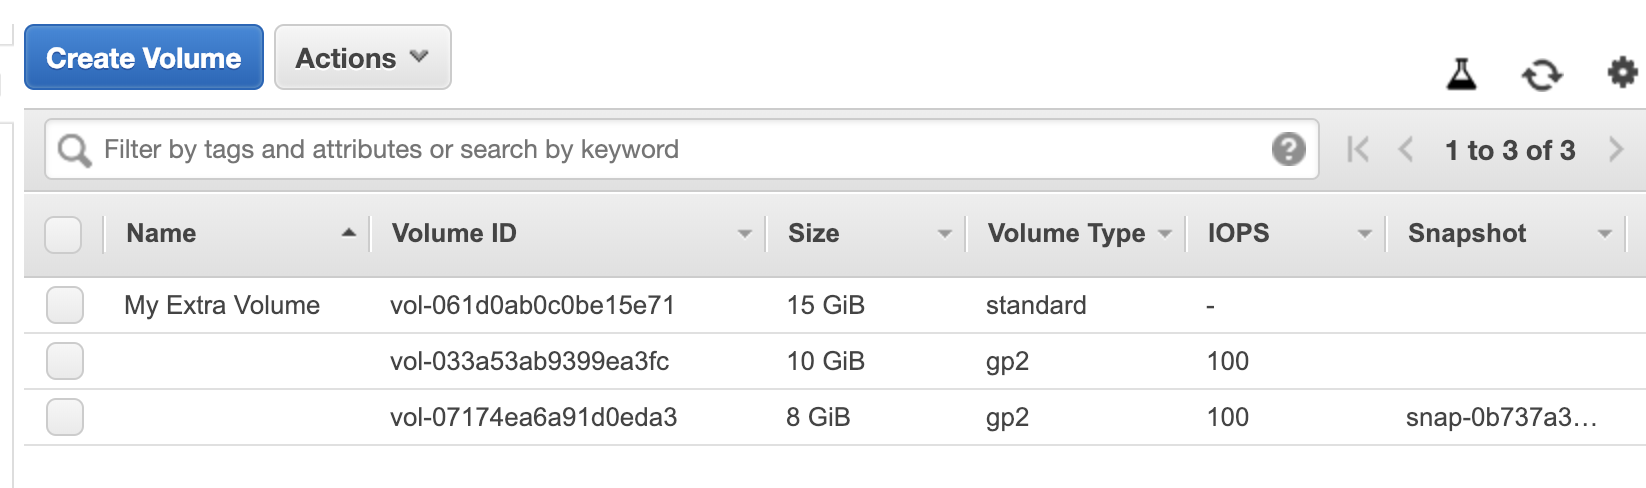 Create Volume Actions
Filter by tags and attributes or search by keyword ? 1 to 3 of 3
Name Volume ID Size Volume Type IOPS Snapshot
My Extra Volume vol-061d0ab0c0be15e71 15 GiB standard -
vol-033a53ab9399ea3fc 10 GiB gp2 100
vol-07174ea6a91d0eda3 8 GiB gp2 100 snap-0b737a3...